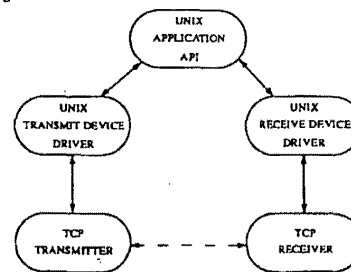 UNIX
APPLICATION
API
UNIX
TRANSMIT DEVICE
DRIVER
UNIX
RECEIVE DEVICE
DRIVER
TCP
TRANSMITTER
TCP
RECEIVER